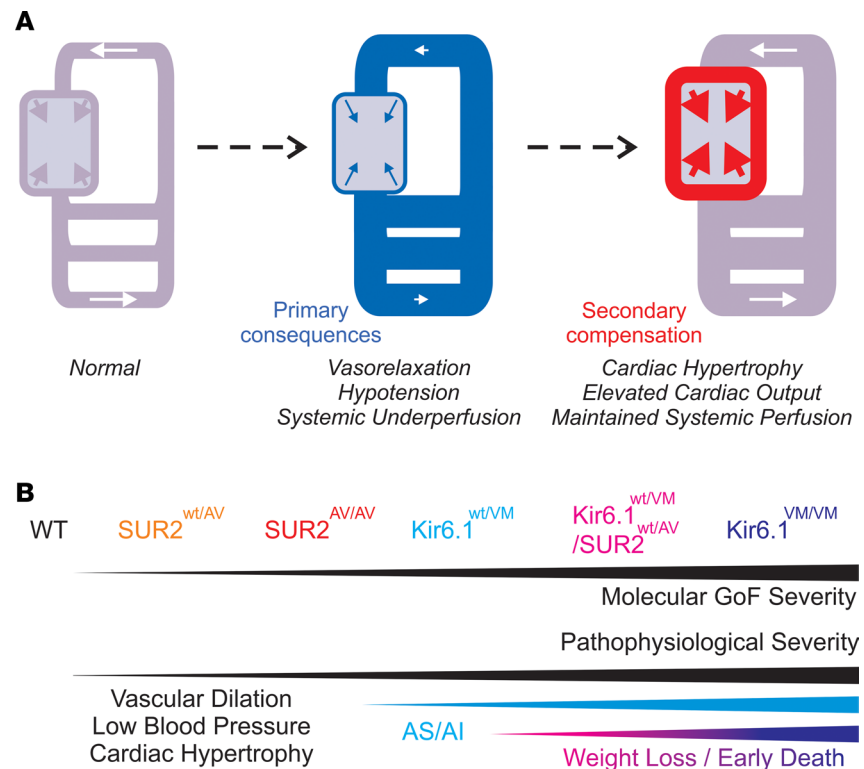 A
Primary
consequences
Secondary
compensation
Normal
Vasorelaxation
Hypotension
Systemic Underperfusion
Cardiac Hypertrophy
Elevated Cardiac Output
Maintained Systemic Perfusion
B
WT
SUR2wt/AV
SUR2AV/AV
Kir6.1wt/VM
Kir6.1wt/VM
/SUR2wt/AV
Kir6.1VM/VM
Molecular GoF Severity
Pathophysiological Severity
Vascular Dilation
Low Blood Pressure
Cardiac Hypertrophy
AS/AI
Weight Loss / Early Death